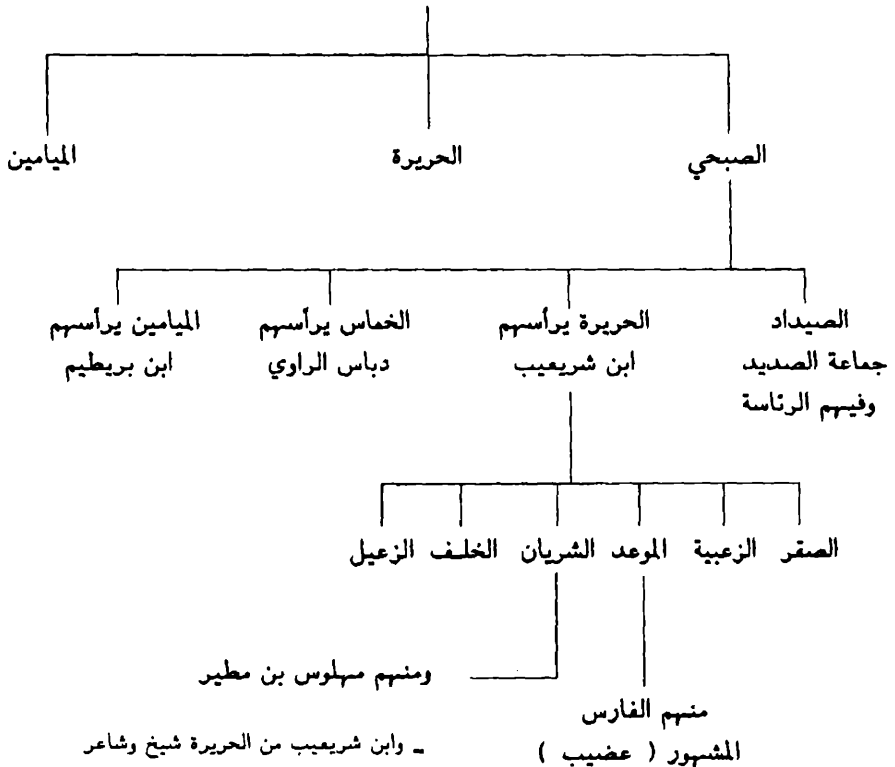 الصبحي الحريرة الميامين
الصيداد الحريرة يرأسهم الخماس يرأسهم الميامين يرأسهم
جماعة الصديد ابن شريعيب دباس الراوي ابن بريطيم
وفيهم الرئاسة
الصقر الزعبية الموعد الشريان الخلف الزعيل
ومنهم مهلوس بن مطير
منهم الفارس
المشهور ( عضيب )
ـ وابن شريعيب من الحريرة شيخ وشاعر